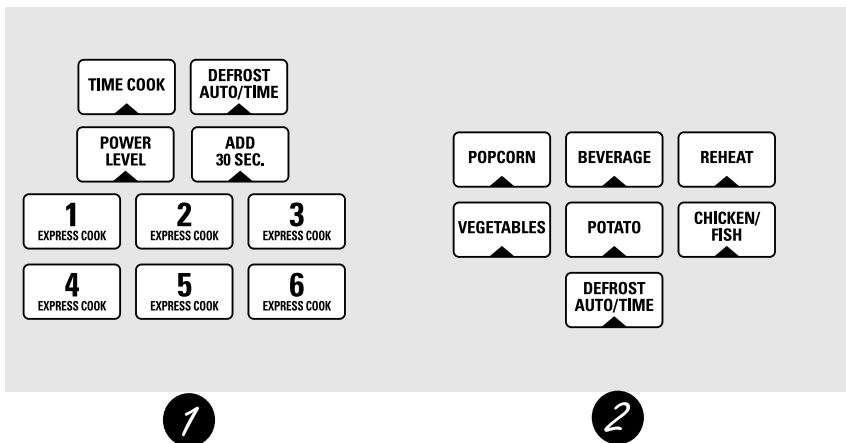 TIME COOK
DEFROST
AUTO/TIME
POWER
LEVEL
ADD
30 SEC.
1
EXPRESS COOK
2
EXPRESS COOK
3
EXPRESS COOK
4
EXPRESS COOK
5
EXPRESS COOK
6
EXPRESS COOK
1
POPCORN
BEVERAGE
REHEAT
VEGETABLES
POTATO
CHICKEN/
FISH
DEFROST
AUTO/TIME
2